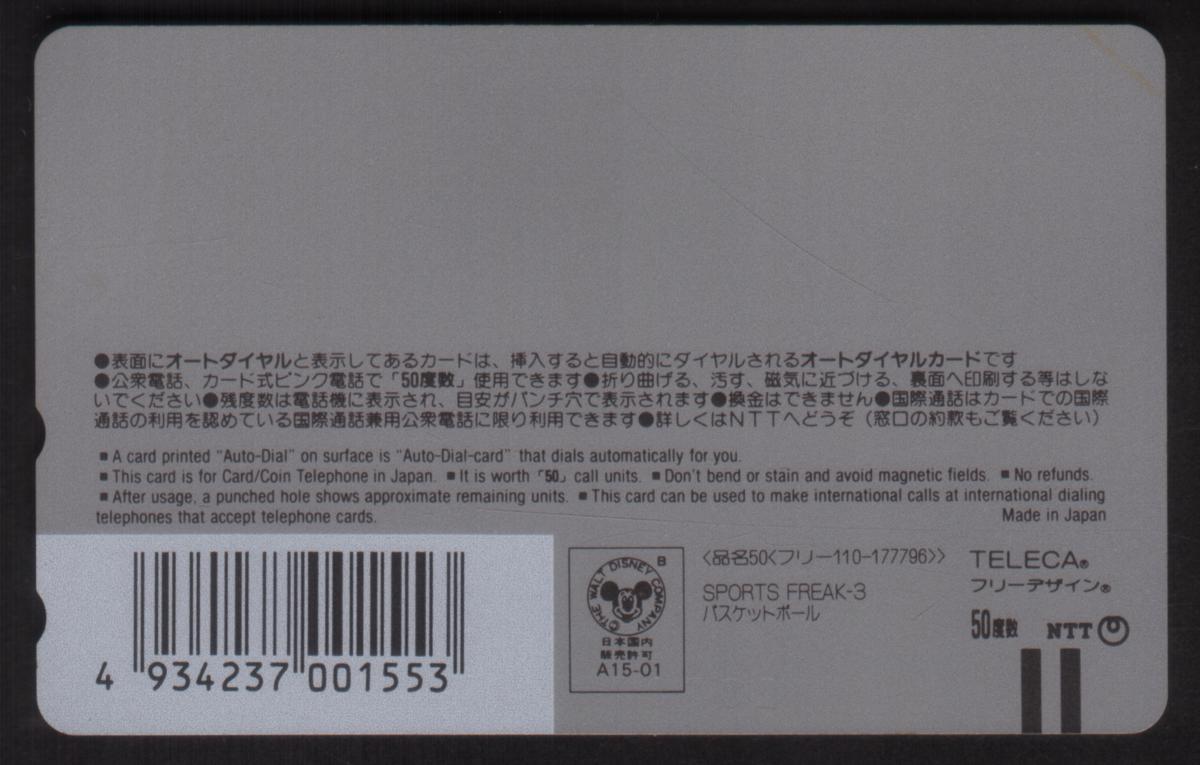 ●表面にオートダイヤルと表示してあるカードは、挿入すると自動的にダイヤルされるオートダイヤルカードです
●公衆電話、カード式ピンク電話で「50度数」使用できます●折り曲げる、汚す、磁気に近づける、裏面へ印刷する等はしな
いでください●残度数は電話機に表示され、目安がパンチ穴で表示されます●換金はできません●国際通話はカードでの国際
通話の利用を認めている国際通話兼用公衆電話に限り利用できます●詳しくはNTTへどうぞ（窓口の約款もご覧ください）
■A card printed “Auto-Dial” on surface is “Auto-Dial-card” that dials automatically for you.
■This card is for Card/Coin Telephone in Japan. ■It is worth「50」call units. ■Don't bend or stain and avoid magnetic fields. ■No refunds.
■After usage, a punched hole shows approximate remaining units. ■This card can be used to make international calls at international dialing
telephones that accept telephone cards.
Made in Japan
4 934237 001553
B
©THE WALT DISNEY COMPANY
日本国内
販売許可
A15-01
〈品名50〈フリー110-177796〉〉
SPORTS FREAK-3
バスケットボール
TELECA®
フリーデザイン®
50度数 NTT